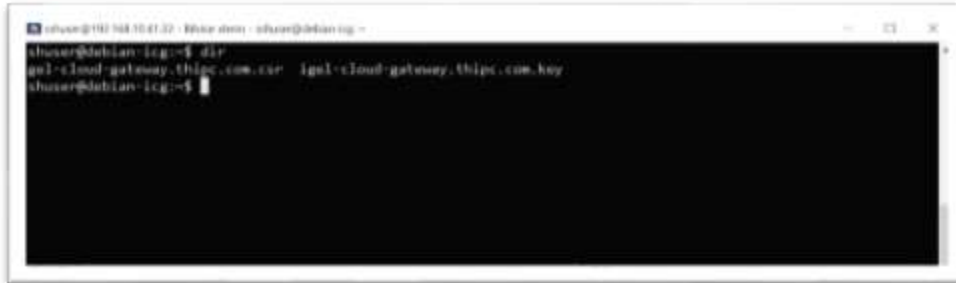 shuser@debian-icg:~$ dir
gel-cloud-gateway.thipc.com.csr  igel-cloud-gateway.thipc.com.key
shuser@debian-icg:~$